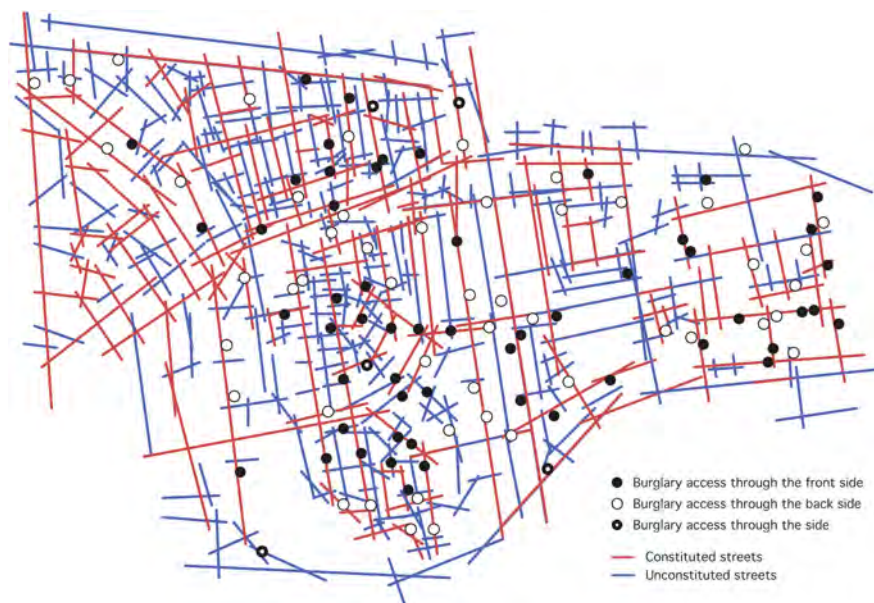 Burglary access through the front side
Burglary access through the back side
Burglary access through the side
Constituted streets
Unconstituted streets